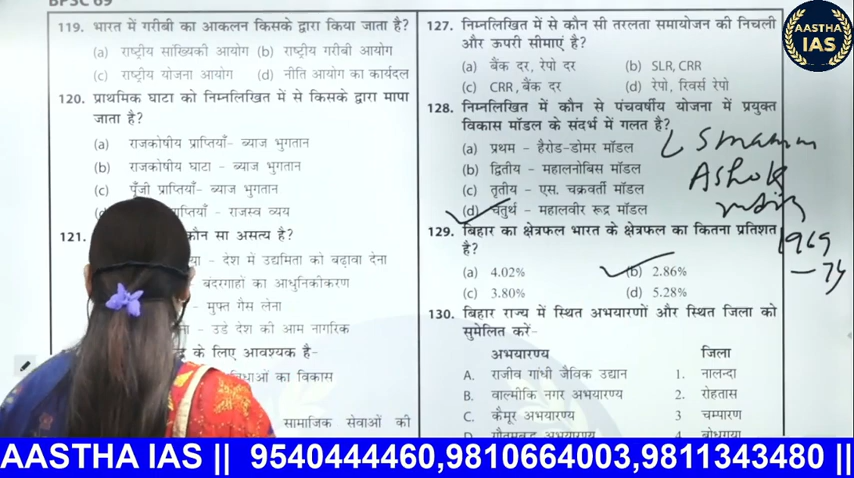 BPSC 69
119. भारत में गरीबी का आकलन किसके द्वारा किया जाता है?
(a) राष्ट्रीय सांख्यिकी आयोग (b) राष्ट्रीय गरीबी आयोग
(c) राष्ट्रीय योजना आयोग (d) नीति आयोग का कार्यदल
120. प्राथमिक घाटा को निम्नलिखित में से किसके द्वारा मापा
जाता है?
(a) राजकोषीय प्राप्तियाँ– ब्याज भुगतान
(b) राजकोषीय घाटा – ब्याज भुगतान
(c) पूँजी प्राप्तियाँ– ब्याज भुगतान
– राजस्व व्यय
121. कौन सा असत्य है?
– देश में उद्यमिता को बढ़ावा देना
बंदरगाहों का आधुनिकीकरण
– मुफ्त गैस लेना
– उडे देश की आम नागरिक
के लिए आवश्यक है–
का विकास
सामाजिक सेवाओं की
127. निम्नलिखित में से कौन सी तरलता समायोजन की निचली
और ऊपरी सीमाएं है?
(a) बैंक दर, रेपो दर (b) SLR, CRR
(c) CRR, बैंक दर (d) रेपो, रिवर्स रेपो
128. निम्नलिखित में कौन से पंचवर्षीय योजना में प्रयुक्त
विकास मॉडल के संदर्भ में गलत है?
(a) प्रथम – हैरोड-डोमर मॉडल
(b) द्वितीय – महालनोबिस मॉडल
(c) तृतीय – एस. चक्रवर्ती मॉडल
(d) चतुर्थ – महालवीर रूद्र मॉडल
Ashok
1969
– 74
129. बिहार का क्षेत्रफल भारत के क्षेत्रफल का कितना प्रतिशत
है?
(a) 4.02% (b) 2.86%
(c) 3.80% (d) 5.28%
130. बिहार राज्य में स्थित अभयारणों और स्थित जिला को
सुमेलित करें–
अभयारण्य जिला
A. राजीव गांधी जैविक उद्यान 1. नालन्दा
B. वाल्मीकि नगर अभयारण्य 2. रोहतास
C. कैमूर अभयारण्य 3 चम्पारण
D. गौतमबुद्ध अभयारण्य 4. बोधगया
AASTHA
IAS
AASTHA IAS || 9540444460,9810664003,9811343480 ||